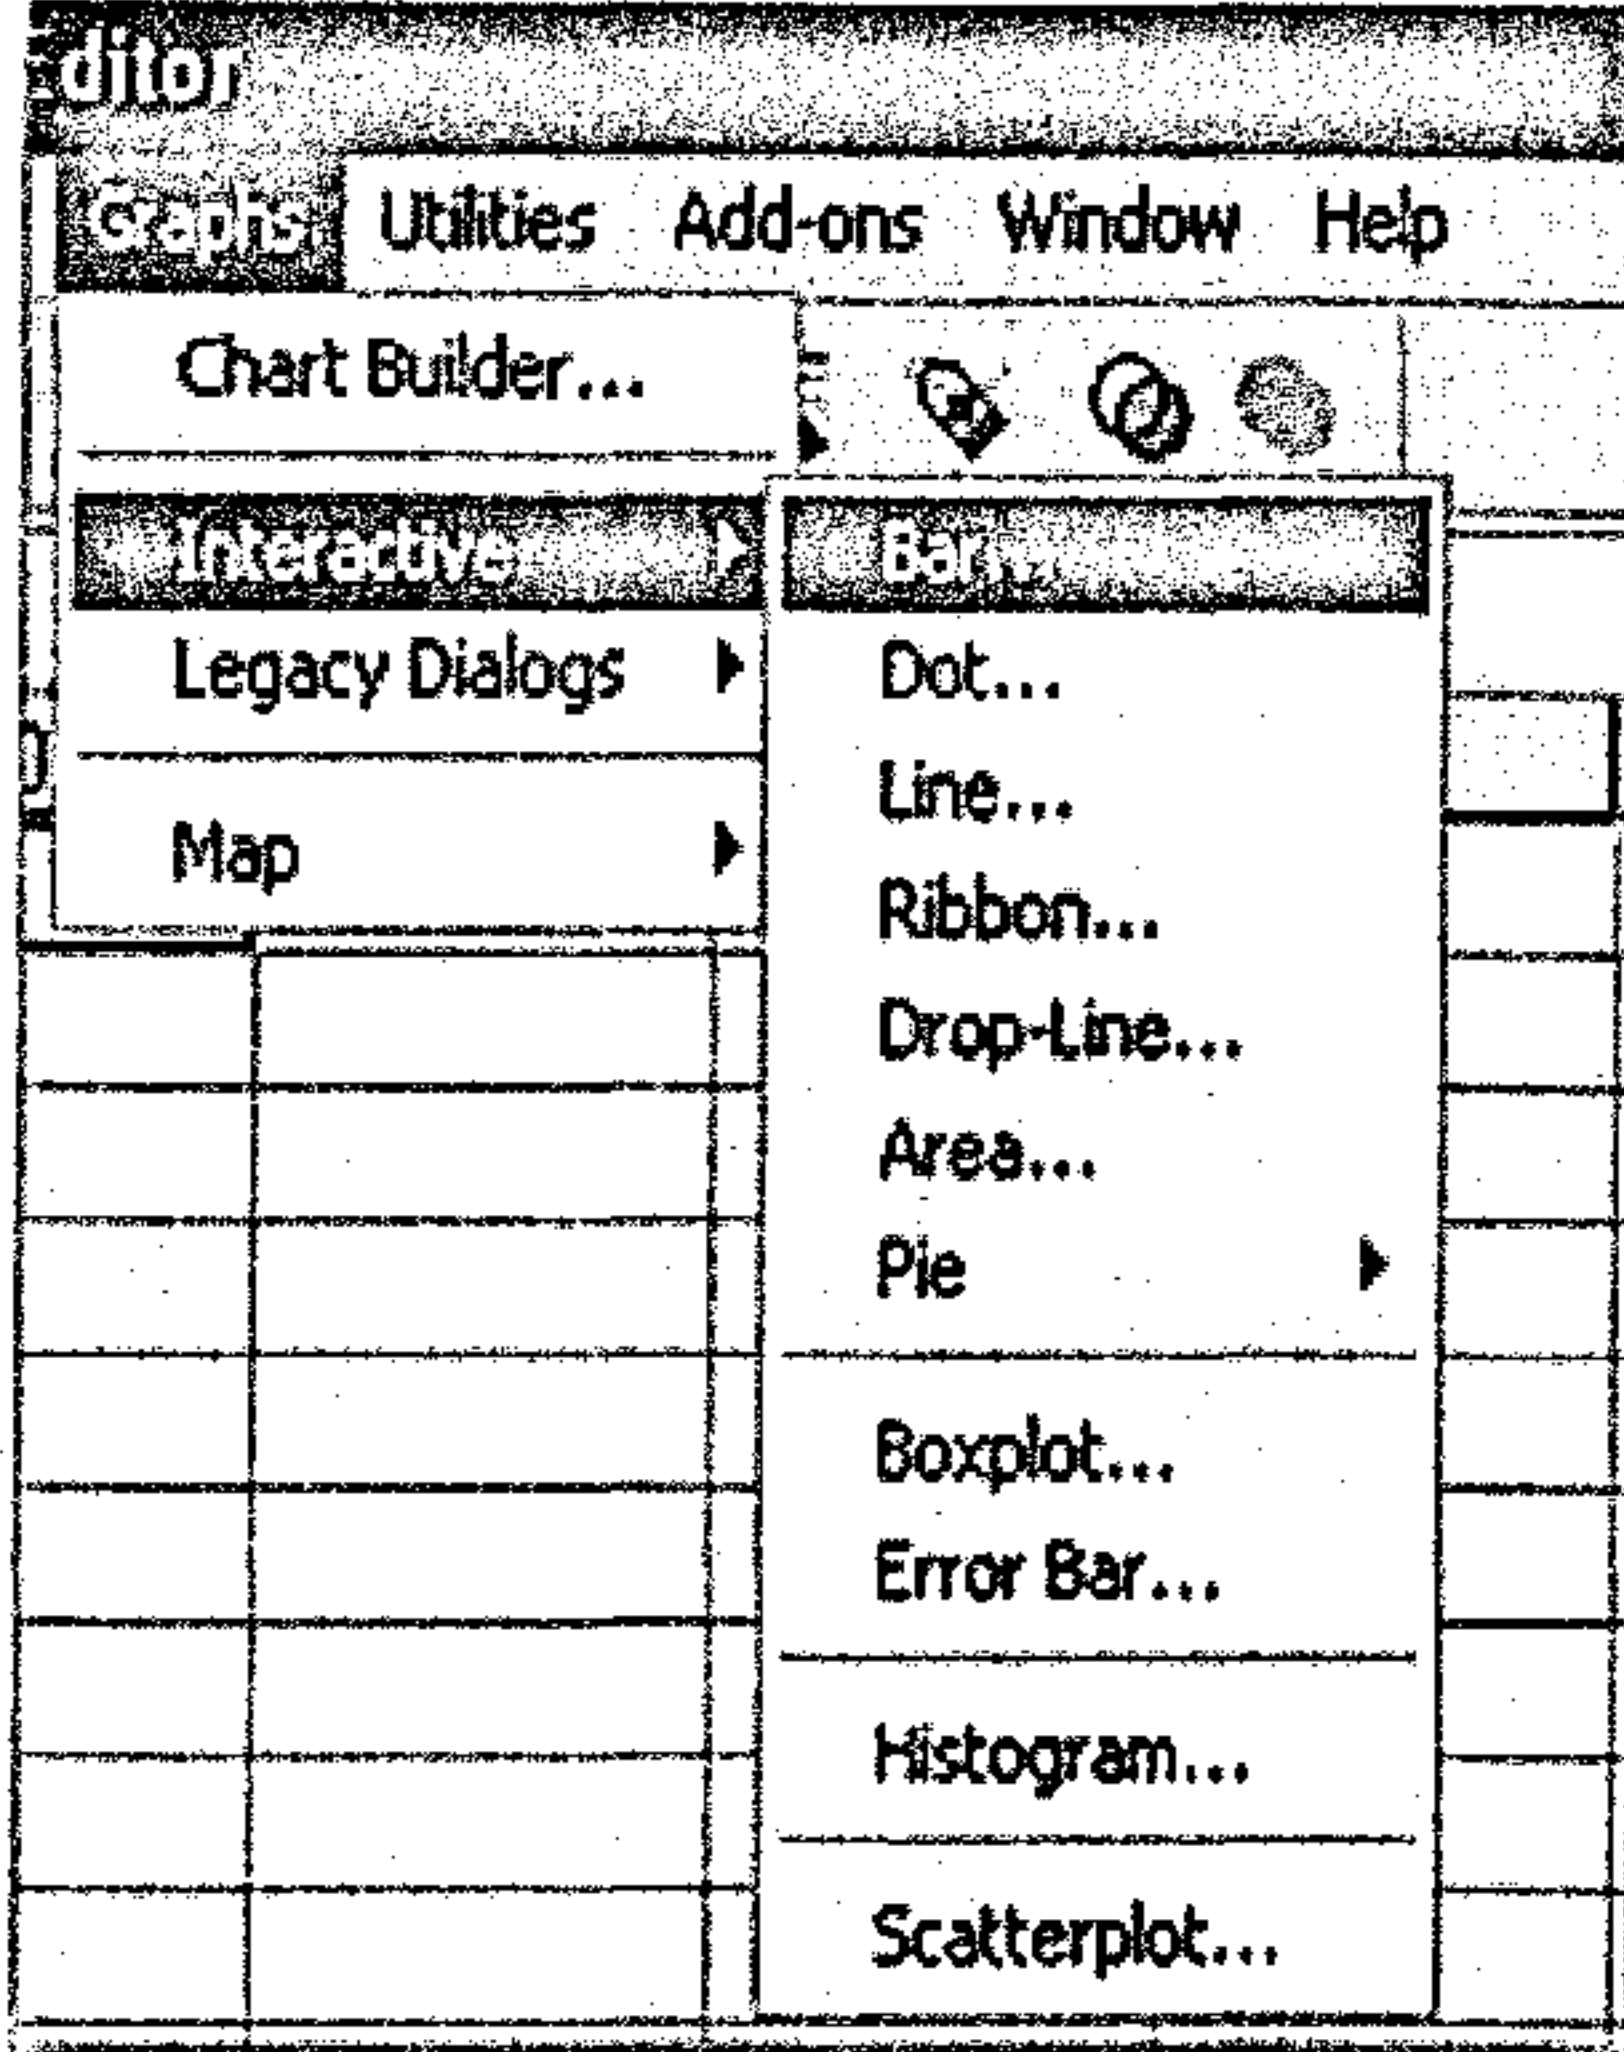 ditor
Graphs Utilities Add-ons Window Help
Chart Builder...
Interactive
Legacy Dialogs
Map
Bar...
Dot...
Line...
Ribbon...
Drop-Line...
Area...
Pie
Boxplot...
Error Bar...
Histogram...
Scatterplot...